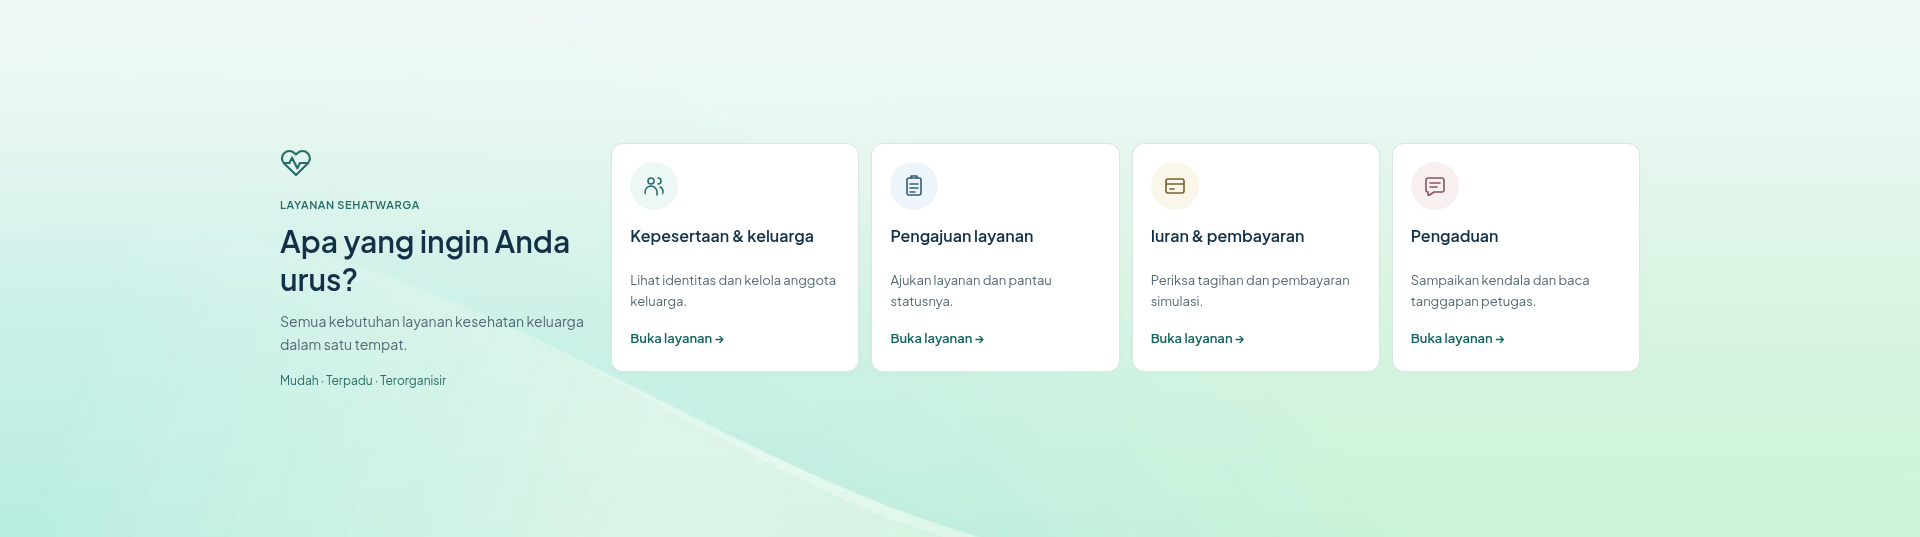 LAYANAN SEHATWARGA
Apa yang ingin Anda
urus?
Semua kebutuhan layanan kesehatan keluarga
dalam satu tempat.
Mudah · Terpadu · Terorganisir
Kepesertaan & keluarga
Lihat identitas dan kelola anggota
keluarga.
Buka layanan →
Pengajuan layanan
Ajukan layanan dan pantau
statusnya.
Buka layanan →
Iuran & pembayaran
Periksa tagihan dan pembayaran
simulasi.
Buka layanan →
Pengaduan
Sampaikan kendala dan baca
tanggapan petugas.
Buka layanan →